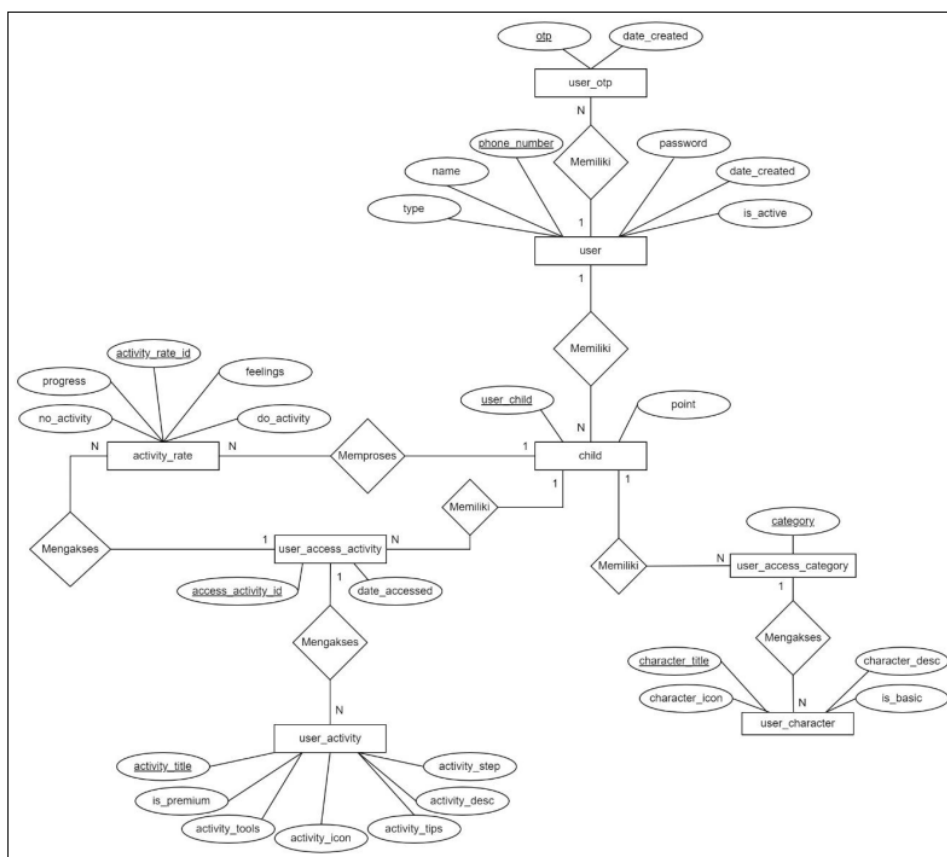 otp
date_created
user_otp
N
Memiliki
phone_number
password
name
date_created
type
is_active
1
user
1
Memiliki
activity_rate_id
feelings
progress
user_child
point
no_activity
do_activity
N
N
N
activity_rate
Memproses
1
child
1
1
Memiliki
category
Mengakses
1
user_access_activity
N
Memiliki
N
user_access_category
access_activity_id
1
date_accessed
1
Mengakses
Mengakses
character_title
character_desc
character_icon
is_basic
N
N
user_character
user_activity
activity_title
activity_step
is_premium
activity_desc
activity_tools
activity_icon
activity_tips